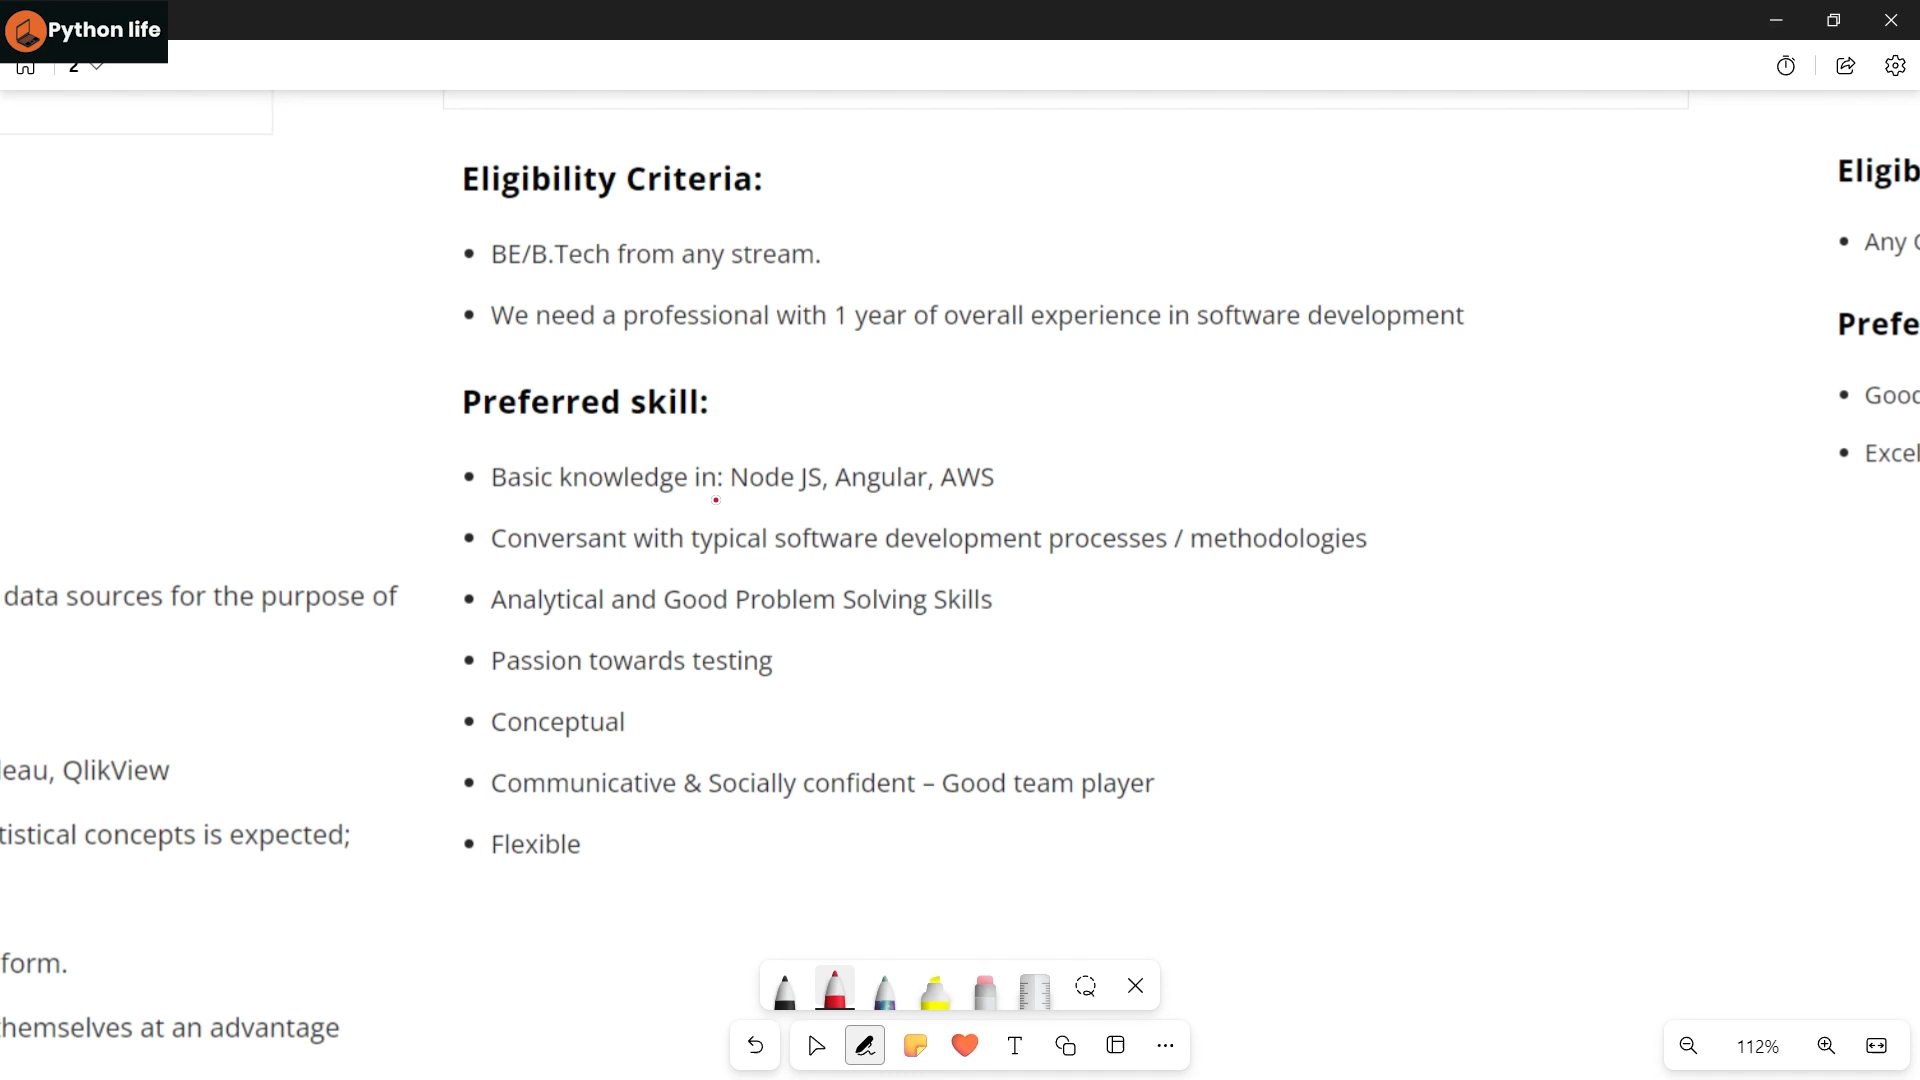 Python life
2
Eligibility Criteria:
• BE/B.Tech from any stream.
• We need a professional with 1 year of overall experience in software development
Preferred skill:
• Basic knowledge in: Node JS, Angular, AWS
• Conversant with typical software development processes / methodologies
• Analytical and Good Problem Solving Skills
• Passion towards testing
• Conceptual
• Communicative & Socially confident – Good team player
• Flexible
data sources for the purpose of
leau, QlikView
tistical concepts is expected;
form.
themselves at an advantage
Eligib
• Any
Prefe
• Good
• Excel
112%